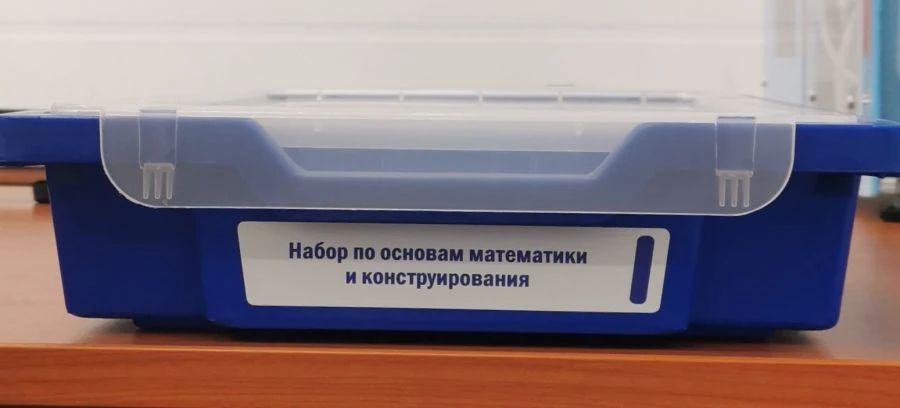 Набор по основам математики
и конструирования